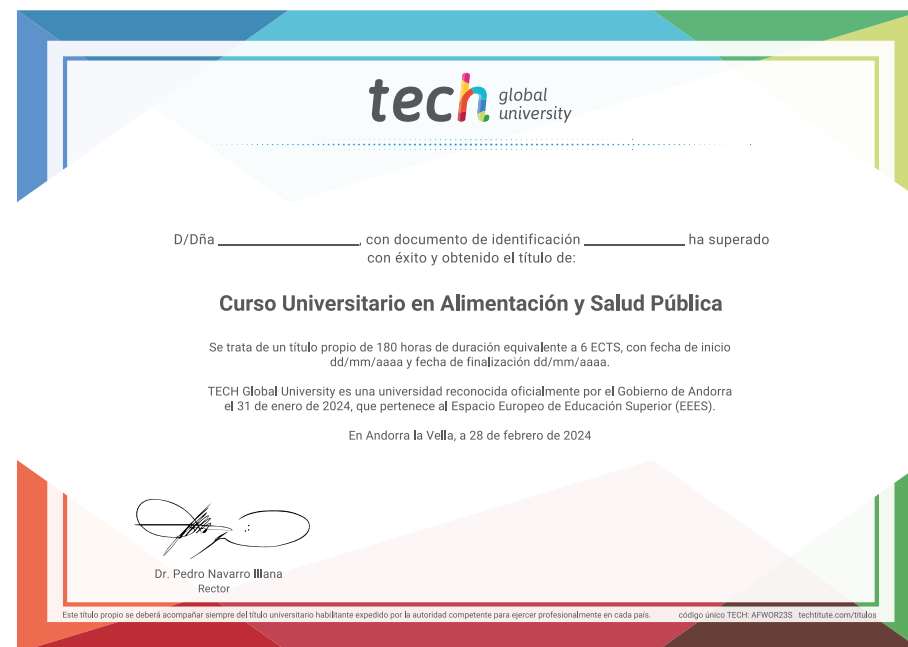 tech global university
D/Dña ____________, con documento de identificación ____________ ha superado
con éxito y obtenido el título de:
Curso Universitario en Alimentación y Salud Pública
Se trata de un título propio de 180 horas de duración equivalente a 6 ECTS, con fecha de inicio
dd/mm/aaaa y fecha de finalización dd/mm/aaaa.
TECH Global University es una universidad reconocida oficialmente por el Gobierno de Andorra
el 31 de enero de 2024, que pertenece al Espacio Europeo de Educación Superior (EEES).
En Andorra la Vella, a 28 de febrero de 2024
Dr. Pedro Navarro Illana
Rector
Este título propio se deberá acompañar siempre del título universitario habilitante expedido por la autoridad competente para ejercer profesionalmente en cada país. código único TECH: AFWOR23S techtitute.com/titulos